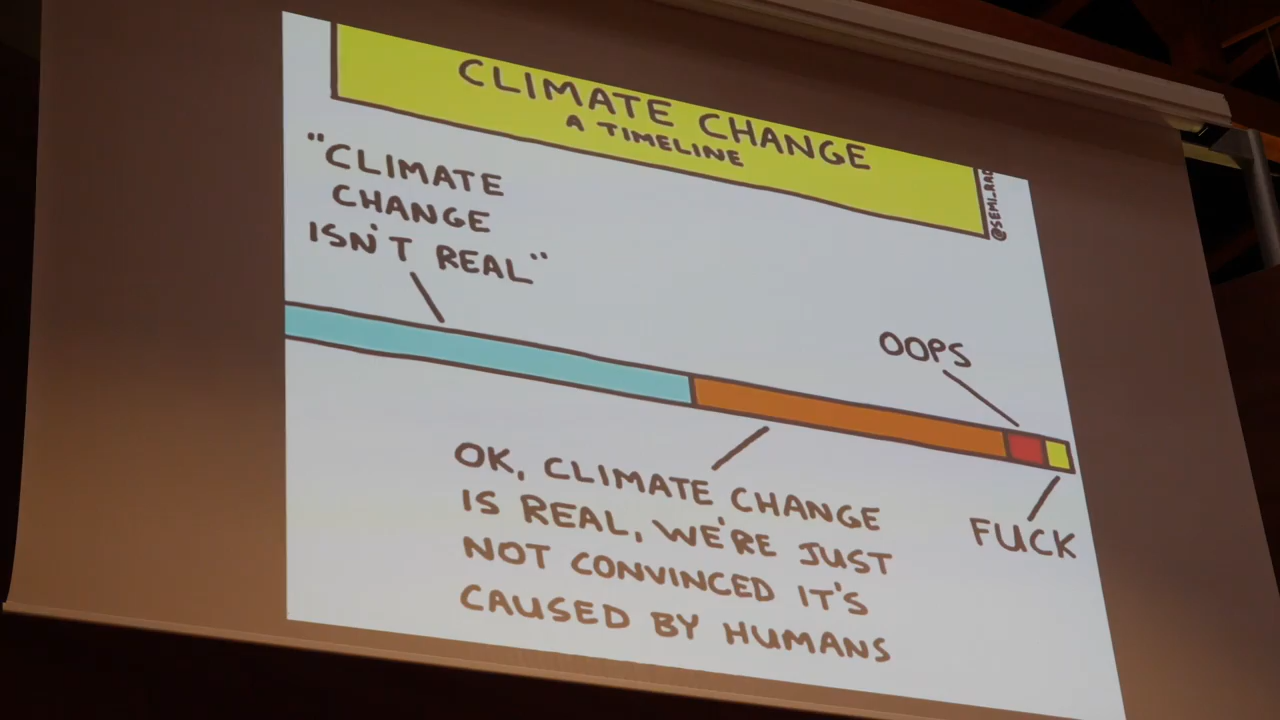 CLIMATE CHANGE
A TIMELINE
@SEMI_RAD
"CLIMATE
CHANGE
ISN'T REAL"
OOPS
OK, CLIMATE CHANGE
IS REAL, WE'RE JUST
NOT CONVINCED IT'S
CAUSED BY HUMANS
FUCK